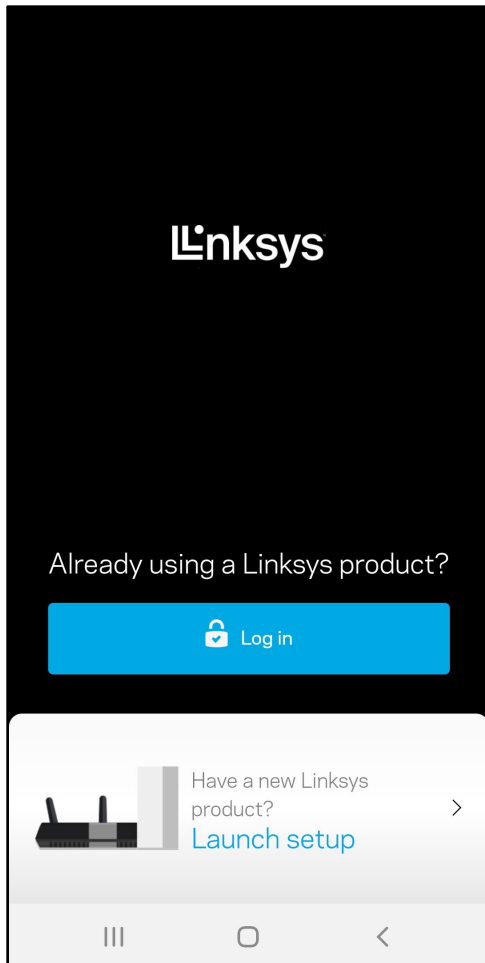 Linksys
Already using a Linksys product?
Log in
Have a new Linksys
product?
Launch setup